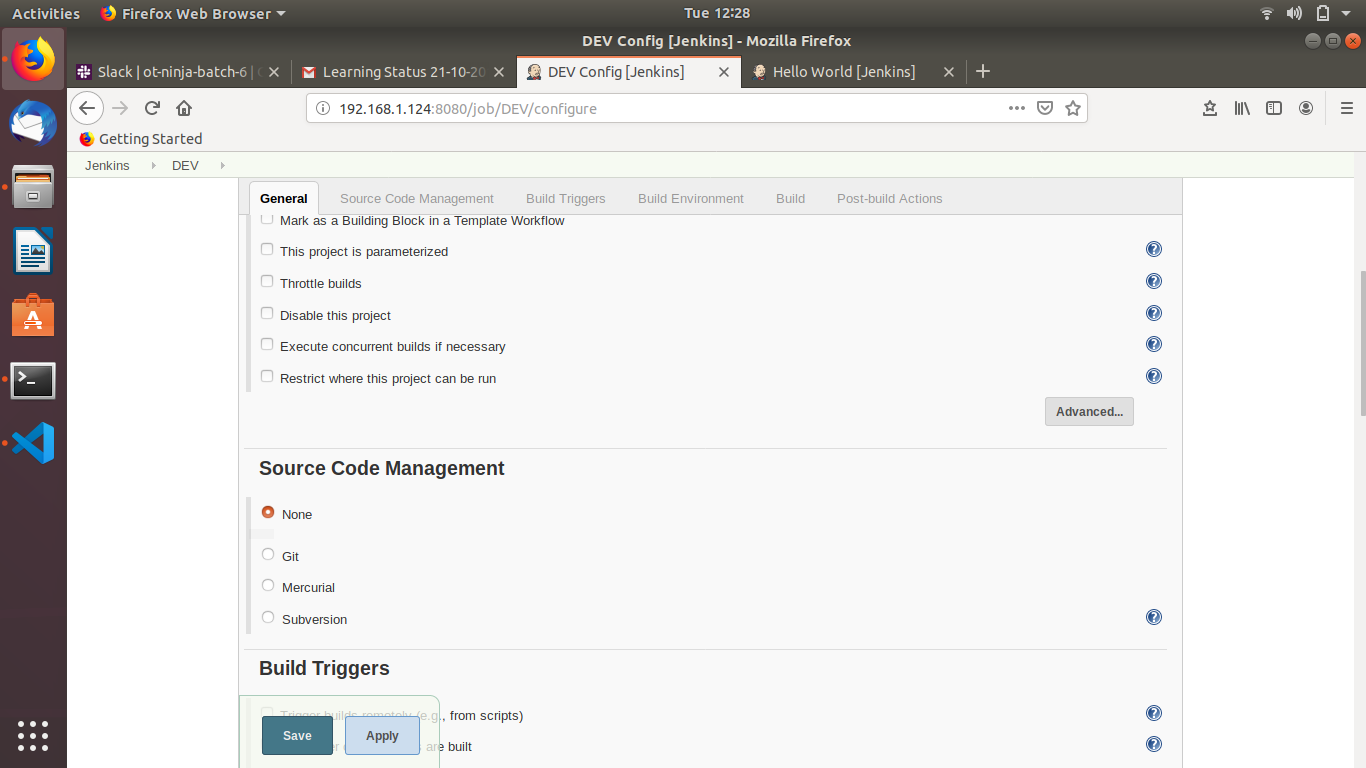 Activities Firefox Web Browser Tue 12:28
DEV Config [Jenkins] - Mozilla Firefox
Slack | ot-ninja-batch-6 | Learning Status 21-10-20 DEV Config [Jenkins] Hello World [Jenkins]
192.168.1.124:8080/job/DEV/configure
Getting Started
Jenkins DEV
General Source Code Management Build Triggers Build Environment Build Post-build Actions
Mark as a Building Block in a Template Workflow
This project is parameterized
Throttle builds
Disable this project
Execute concurrent builds if necessary
Restrict where this project can be run
Advanced...
Source Code Management
None
Git
Mercurial
Subversion
Build Triggers
Trigger builds remotely (e.g., from scripts)
are built
Save Apply